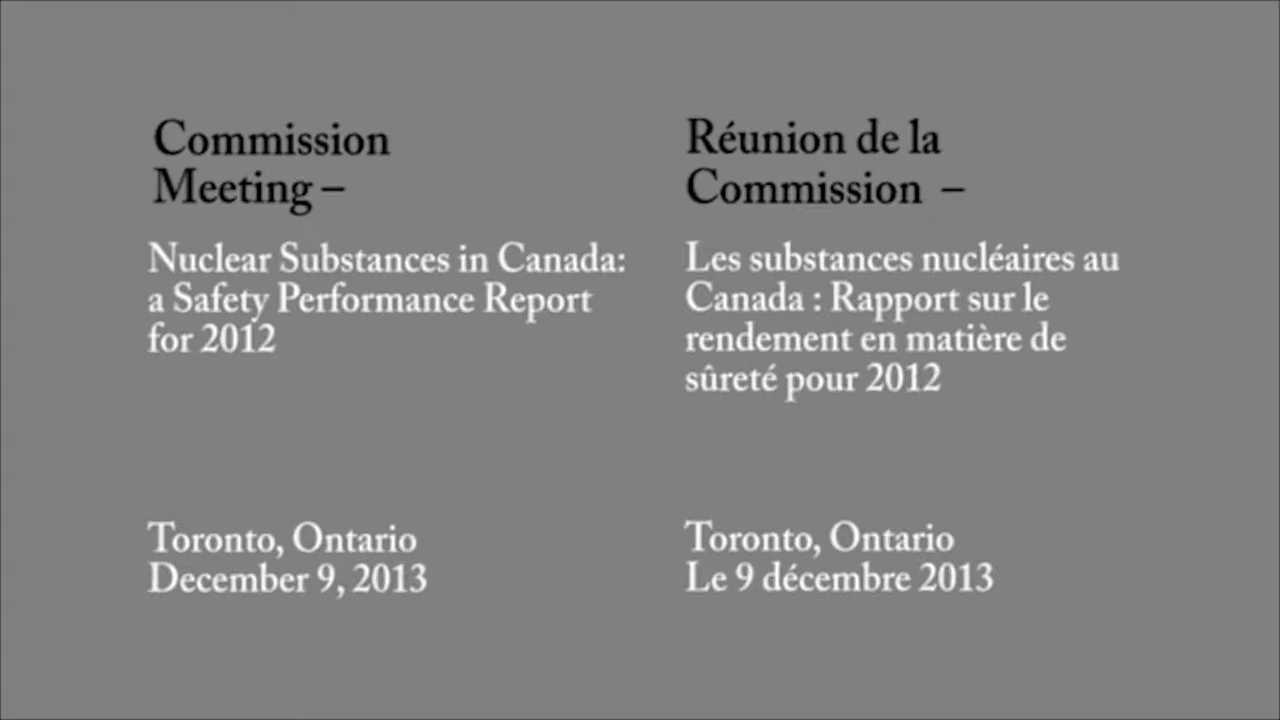 Commission
Meeting –
Nuclear Substances in Canada:
a Safety Performance Report
for 2012
Toronto, Ontario
December 9, 2013
Réunion de la
Commission –
Les substances nucléaires au
Canada : Rapport sur le
rendement en matière de
sûreté pour 2012
Toronto, Ontario
Le 9 décembre 2013